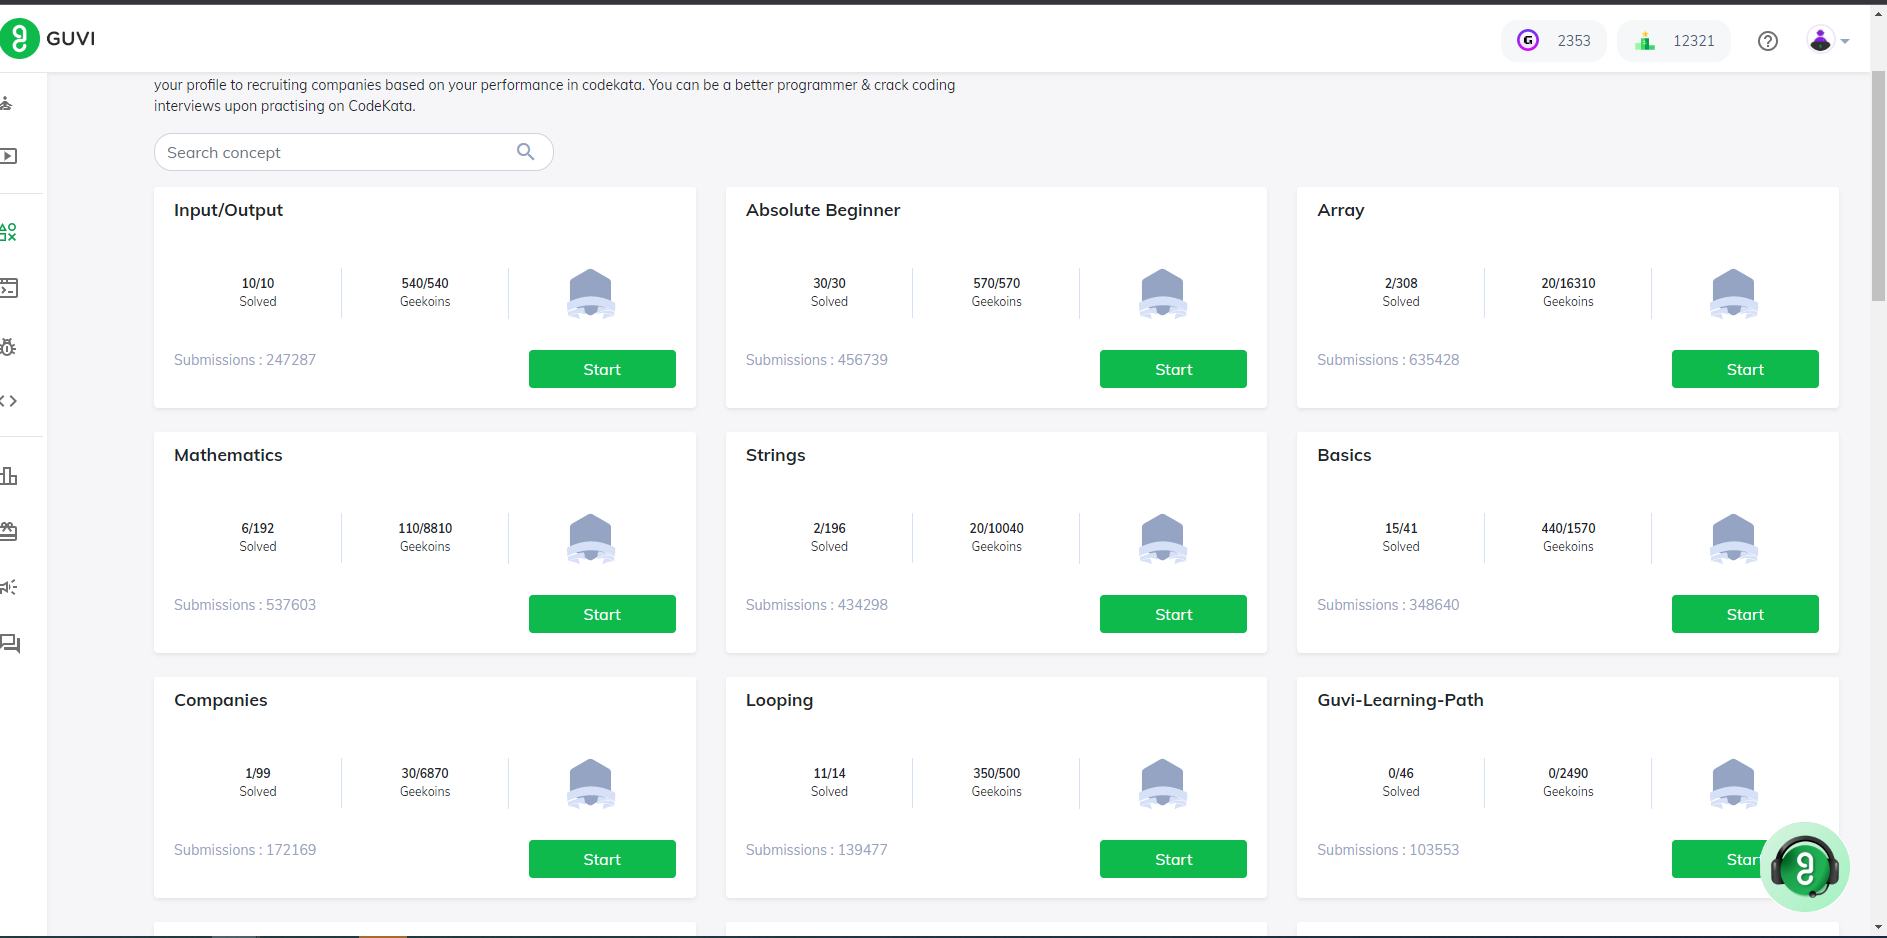 GUVI
2353
12321
your profile to recruiting companies based on your performance in codekata. You can be a better programmer & crack coding
interviews upon practising on CodeKata.
Search concept
Input/Output
10/10
Solved
540/540
Geekoins
Submissions : 247287
Start
Absolute Beginner
30/30
Solved
570/570
Geekoins
Submissions : 456739
Start
Array
2/308
Solved
20/16310
Geekoins
Submissions : 635428
Start
Mathematics
6/192
Solved
110/8810
Geekoins
Submissions : 537603
Start
Strings
2/196
Solved
20/10040
Geekoins
Submissions : 434298
Start
Basics
15/41
Solved
440/1570
Geekoins
Submissions : 348640
Start
Companies
1/99
Solved
30/6870
Geekoins
Submissions : 172169
Start
Looping
11/14
Solved
350/500
Geekoins
Submissions : 139477
Start
Guvi-Learning-Path
0/46
Solved
0/2490
Geekoins
Submissions : 103553
Start